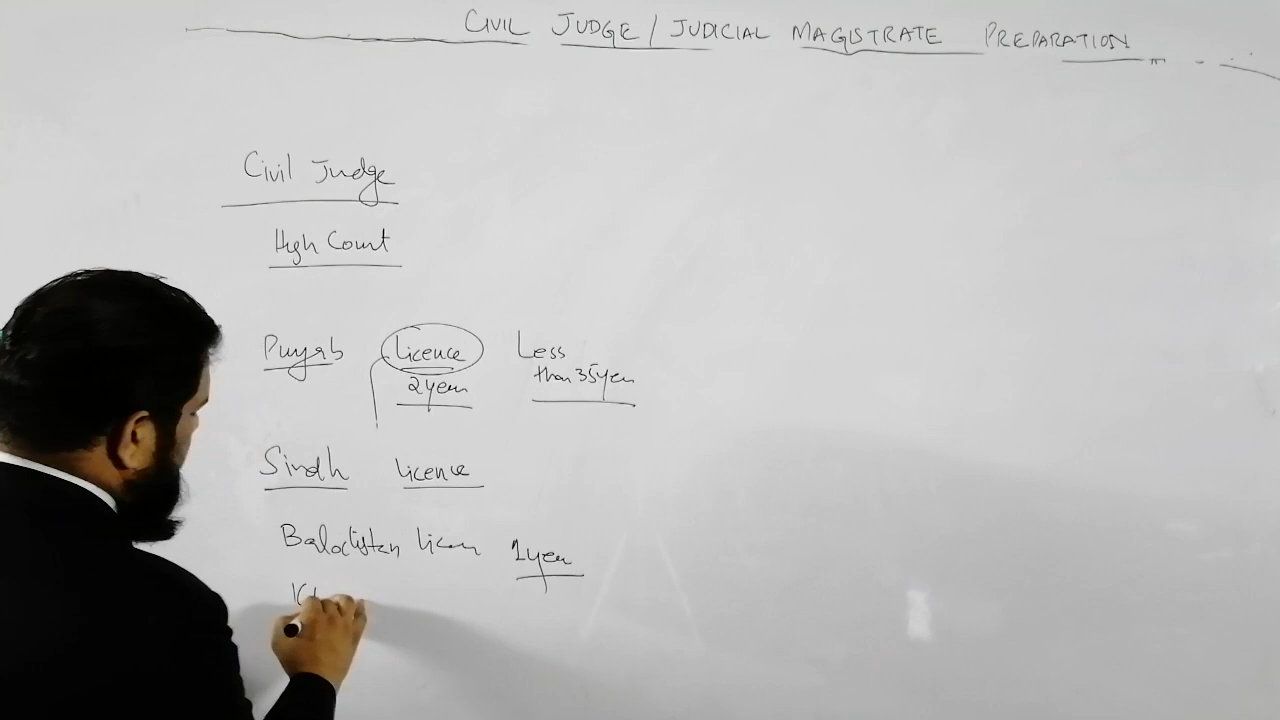 CIVIL JUDGE / JUDICIAL MAGISTRATE PREPARATION
Civil Judge
High Court
Punjab Licence Less
2 year than 35 year
Sindh Licence
Balochistan Licen 1 year